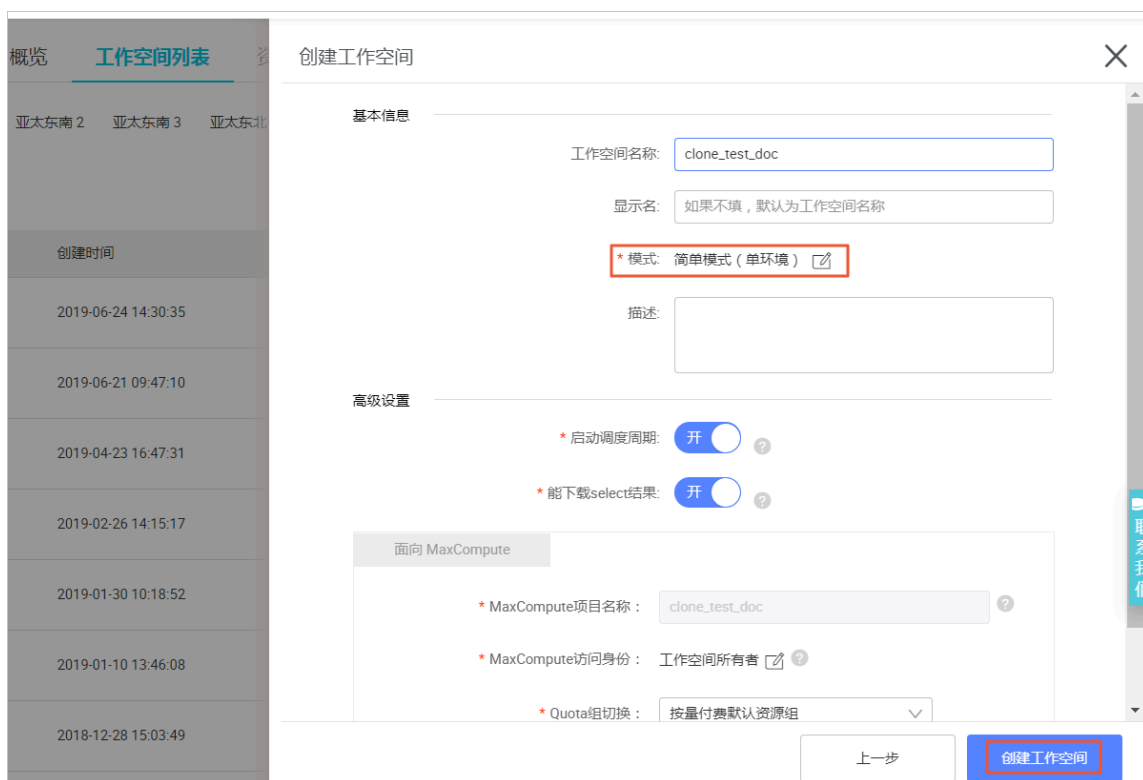 概览 工作空间列表
亚太东南 2 亚太东南 3 亚太东北
创建时间
2019-06-24 14:30:35
2019-06-21 09:47:10
2019-04-23 16:47:31
2019-02-26 14:15:17
2019-01-30 10:18:52
2019-01-10 13:46:08
2018-12-28 15:03:49
创建工作空间
基本信息
工作空间名称: clone_test_doc
显示名: 如果不填，默认为工作空间名称
* 模式: 简单模式（单环境）
描述:
高级设置
* 启动调度周期: 开 ?
* 能下载select结果: 开 ?
面向 MaxCompute
* MaxCompute项目名称： clone_test_doc ?
* MaxCompute访问身份： 工作空间所有者 ?
* Quota组切换： 按量付费默认资源组
上一步 创建工作空间
联系我们